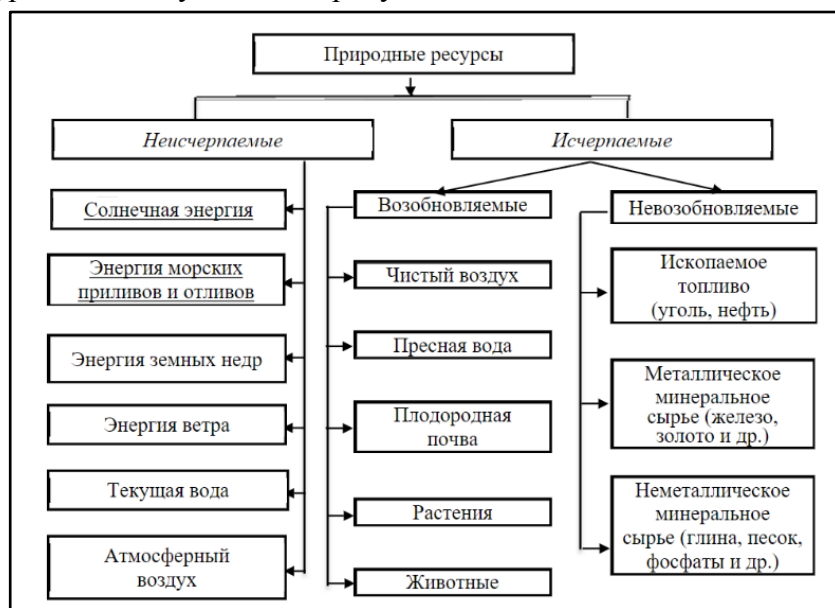 Природные ресурсы
Неисчерпаемые
Исчерпаемые
Солнечная энергия
Энергия морских
приливов и отливов
Энергия земных недр
Энергия ветра
Текущая вода
Атмосферный
воздух
Возобновляемые
Чистый воздух
Пресная вода
Плодородная
почва
Растения
Животные
Невозобновляемые
Ископаемое
топливо
(уголь, нефть)
Металлическое
минеральное
сырье (железо,
золото и др.)
Неметаллическое
минеральное
сырье (глина, песок,
фосфаты и др.)